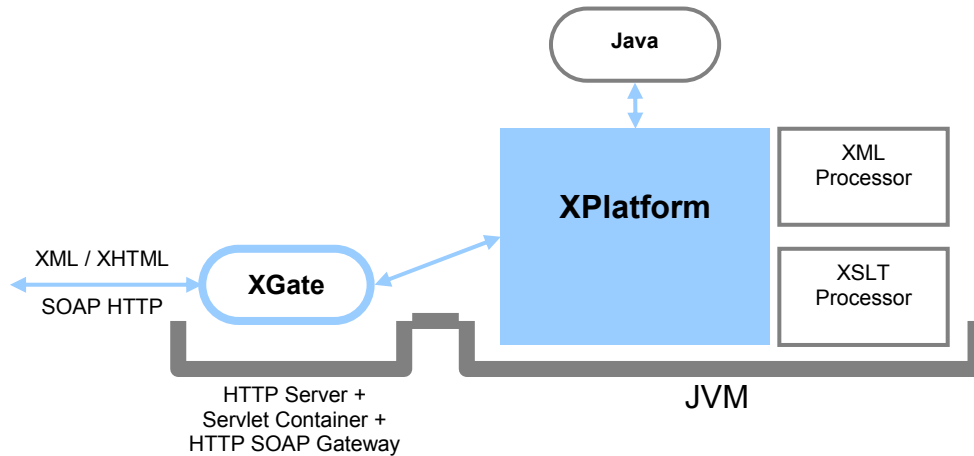 Java
XML
Processor
XPlatform
XML / XHTML
XGate
SOAP HTTP
XSLT
Processor
HTTP Server +
Servlet Container +
HTTP SOAP Gateway
JVM